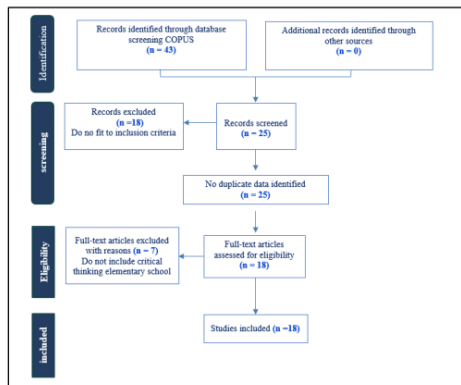 Identification
Records identified through database
screening COPUS
(n = 43)
Additional records identified through
other sources
(n = 0)
screening
Records excluded
(n =18)
Do no fit to inclusion criteria
Records screened
(n = 25)
No duplicate data identified
(n = 25)
Eligibility
Full-text articles excluded
with reasons (n = 7)
Do not include critical
thinking elementary school
Full-text articles
assessed for eligibility
(n = 18)
included
Studies included (n =18)